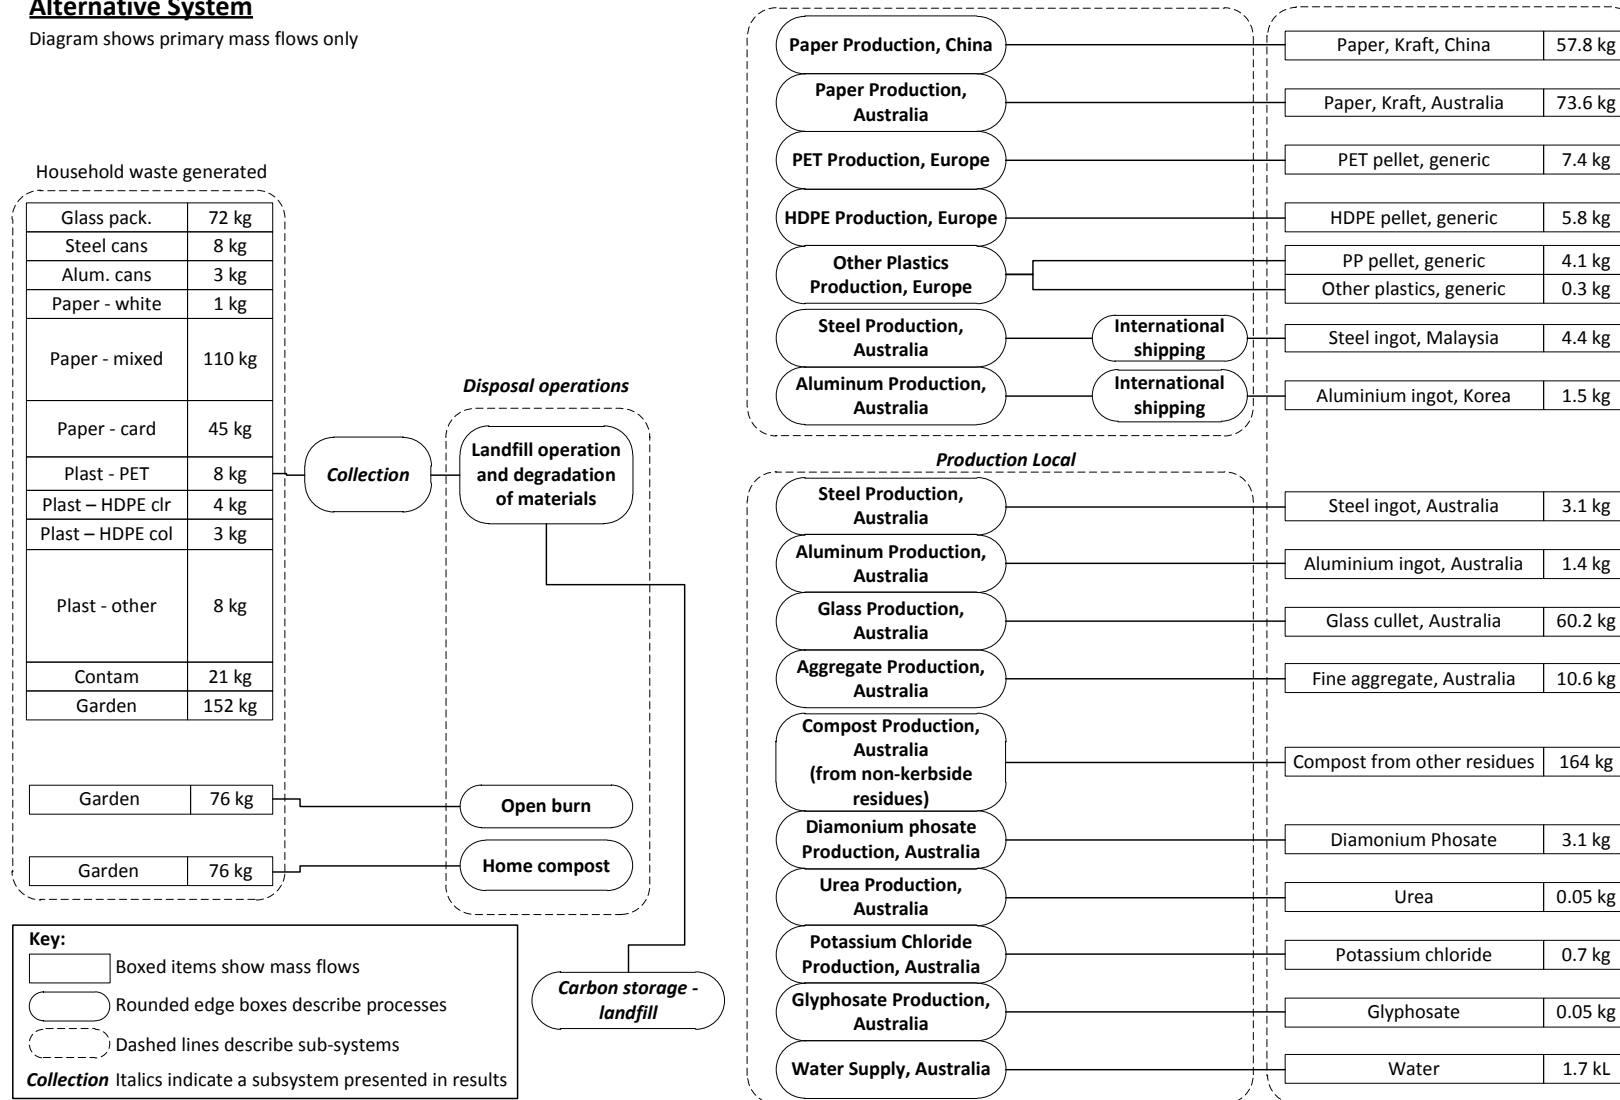 Alternative System
Diagram shows primary mass flows only
Household waste generated
Glass pack. 72 kg
Steel cans 8 kg
Alum. cans 3 kg
Paper - white 1 kg
Paper - mixed 110 kg
Paper - card 45 kg
Plast - PET 8 kg
Plast – HDPE clr 4 kg
Plast – HDPE col 3 kg
Plast - other 8 kg
Contam 21 kg
Garden 152 kg
Garden 76 kg
Garden 76 kg
Collection
Disposal operations
Landfill operation
and degradation
of materials
Open burn
Home compost
Carbon storage -
landfill
Key:
Boxed items show mass flows
Rounded edge boxes describe processes
Dashed lines describe sub-systems
Collection Italics indicate a subsystem presented in results
Paper Production, China
Paper, Kraft, China 57.8 kg
Paper Production,
Australia
Paper, Kraft, Australia 73.6 kg
PET Production, Europe
PET pellet, generic 7.4 kg
HDPE Production, Europe
HDPE pellet, generic 5.8 kg
Other Plastics
Production, Europe
PP pellet, generic 4.1 kg
Other plastics, generic 0.3 kg
Steel Production,
Australia
International
shipping
Steel ingot, Malaysia 4.4 kg
Aluminum Production,
Australia
International
shipping
Aluminium ingot, Korea 1.5 kg
Production Local
Steel Production,
Australia
Steel ingot, Australia 3.1 kg
Aluminum Production,
Australia
Aluminium ingot, Australia 1.4 kg
Glass Production,
Australia
Glass cullet, Australia 60.2 kg
Aggregate Production,
Australia
Fine aggregate, Australia 10.6 kg
Compost Production,
Australia
(from non-kerbside
residues)
Compost from other residues 164 kg
Diamonium phosate
Production, Australia
Diamonium Phosate 3.1 kg
Urea Production,
Australia
Urea 0.05 kg
Potassium Chloride
Production, Australia
Potassium chloride 0.7 kg
Glyphosate Production,
Australia
Glyphosate 0.05 kg
Water Supply, Australia
Water 1.7 kL